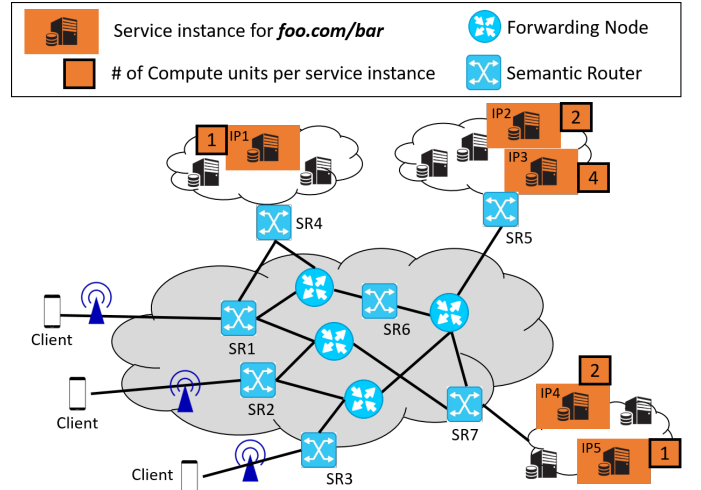 Service instance for foo.com/bar
Forwarding Node
# of Compute units per service instance
Semantic Router
1
IP1
IP2
2
IP3
4
SR4
SR5
Client
SR1
SR6
Client
SR2
SR7
IP4
2
Client
SR3
IP5
1